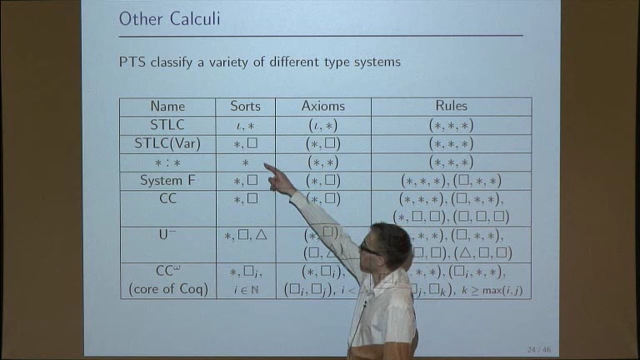 Other Calculi
PTS classify a variety of different type systems
Name Sorts Axioms Rules
STLC ι, ∗ (ι, ∗) (∗, ∗, ∗)
STLC(Var) ∗, □ (∗, □) (∗, ∗, ∗)
∗ : ∗ ∗ (∗, ∗) (∗, ∗, ∗)
System F ∗, □ (∗, □) (∗, ∗, ∗), (□, ∗, ∗)
CC ∗, □ (∗, □) (∗, ∗, ∗), (□, ∗, ∗),
(∗, □, □), (□, □, □)
U⁻ ∗, □, △ (∗, □), ∗, ∗), (□, ∗, ∗),
(□, △ □, □), (△, □, □)
CCω ∗, □i, (∗, □i), ∗, ∗), (□i, ∗, ∗),
(core of Coq) i ∈ ℕ (□i, □j), i < □j, □k), k ≥ max(i, j)
24 / 46